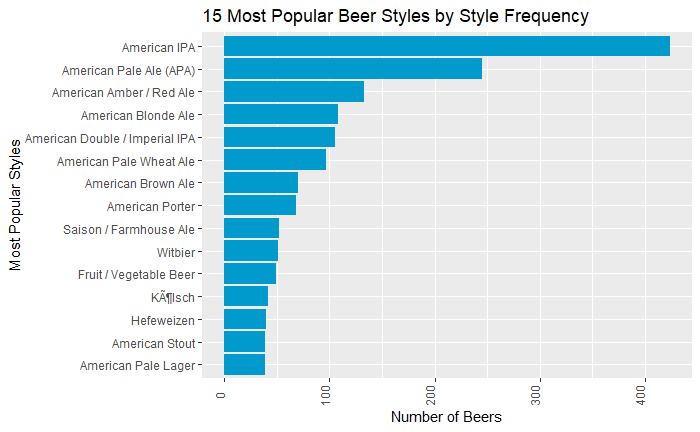 15 Most Popular Beer Styles by Style Frequency
Most Popular Styles
American IPA
American Pale Ale (APA)
American Amber / Red Ale
American Blonde Ale
American Double / Imperial IPA
American Pale Wheat Ale
American Brown Ale
American Porter
Saison / Farmhouse Ale
Witbier
Fruit / Vegetable Beer
KÃ¶lsch
Hefeweizen
American Stout
American Pale Lager
0
100
200
300
400
Number of Beers